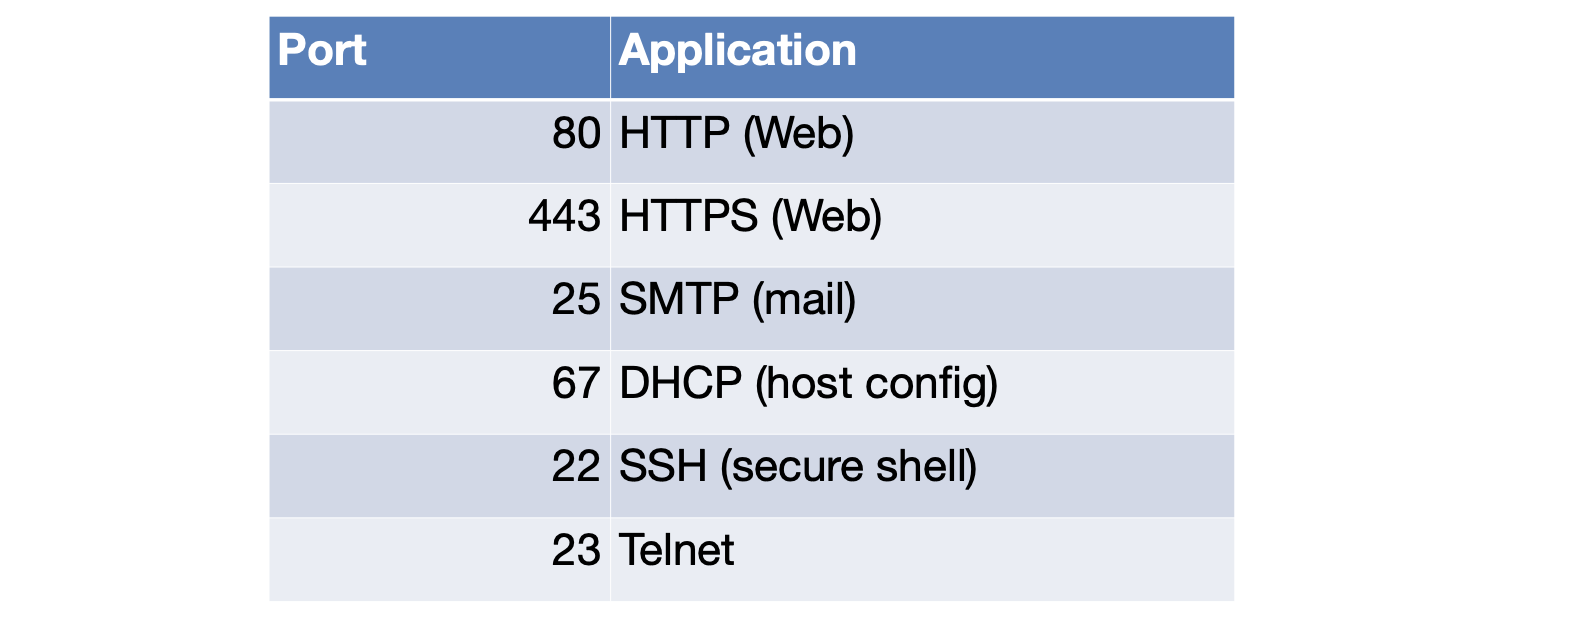 Port Application
80 HTTP (Web)
443 HTTPS (Web)
25 SMTP (mail)
67 DHCP (host config)
22 SSH (secure shell)
23 Telnet